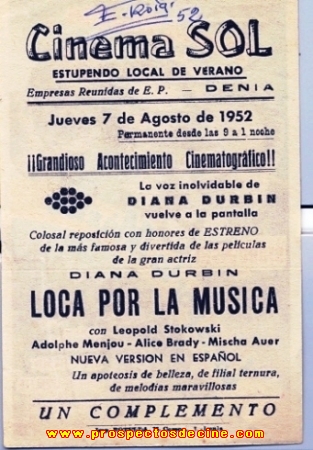 E. Roig 52
Cinema SOL
ESTUPENDO LOCAL DE VERANO
Empresas Reunidas de E. P. — DENIA
Jueves 7 de Agosto de 1952
Permanente desde las 9 a 1 noche
¡¡Grandioso Acontecimiento Cinematográfico!!
La voz inolvidable de
DIANA DURBIN
vuelve a la pantalla
Colosal reposición con honores de ESTRENO
de la más famosa y divertida de las películas
de la gran actriz
DIANA DURBIN
LOCA POR LA MUSICA
con Leopold Stokowski
Adolphe Menjou - Alice Brady - Mischa Auer
NUEVA VERSION EN ESPAÑOL
Un apoteosis de belleza, de filial ternura,
de melodías maravillosas
UN COMPLEMENTO
www.prospectosdecine.com